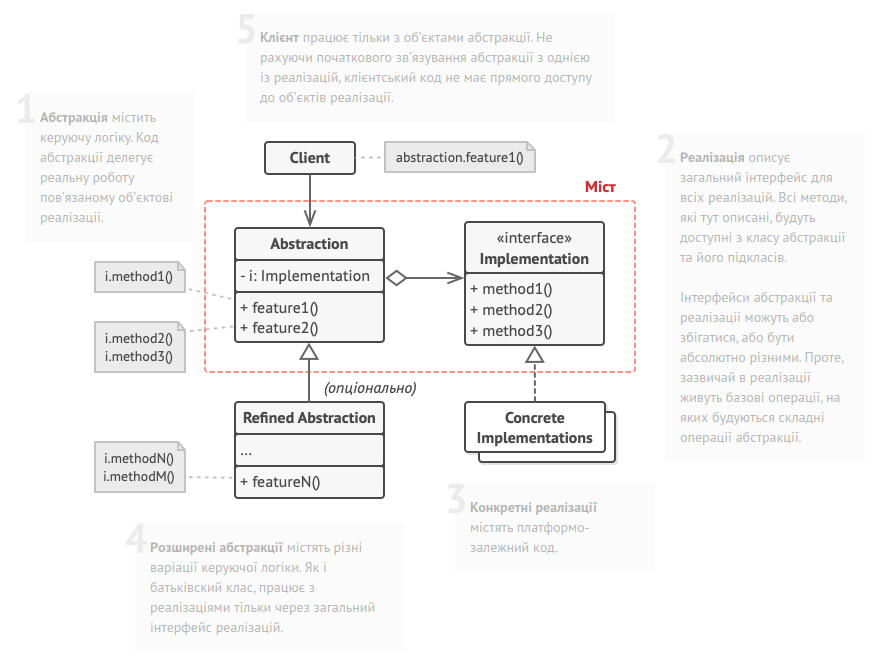 5
Клієнт працює тільки з об'єктами абстракції. Не
рахуючи початкового зв'язування абстракції з однією
із реалізацій, клієнтський код не має прямого доступу
до об'єктів реалізації.
1
Абстракція містить
керуючу логіку. Код
абстракції делегує
реальну роботу
пов'язаному об'єктові
реалізації.
Client
abstraction.feature1()
2
Реалізація описує
загальний інтерфейс для
всіх реалізацій. Всі методи,
які тут описані, будуть
доступні з класу абстракції
та його підкласів.
Інтерфейси абстракції та
реалізації можуть або
збігатися, або бути
абсолютно різними. Проте,
зазвичай в реалізації
живуть базові операції, на
яких будуються складні
операції абстракції.
Міст
Abstraction
- i: Implementation
+ feature1()
+ feature2()
«interface»
Implementation
+ method1()
+ method2()
+ method3()
i.method1()
i.method2()
i.method3()
(опціонально)
Refined Abstraction
...
+ featureN()
Concrete
Implementations
i.methodN()
i.methodM()
3
Конкретні реалізації
містять платформо-
залежний код.
4
Розширені абстракції містять різні
варіації керуючої логіки. Як і
батьківский клас, працює з
реалізаціями тільки через загальний
інтерфейс реалізацій.